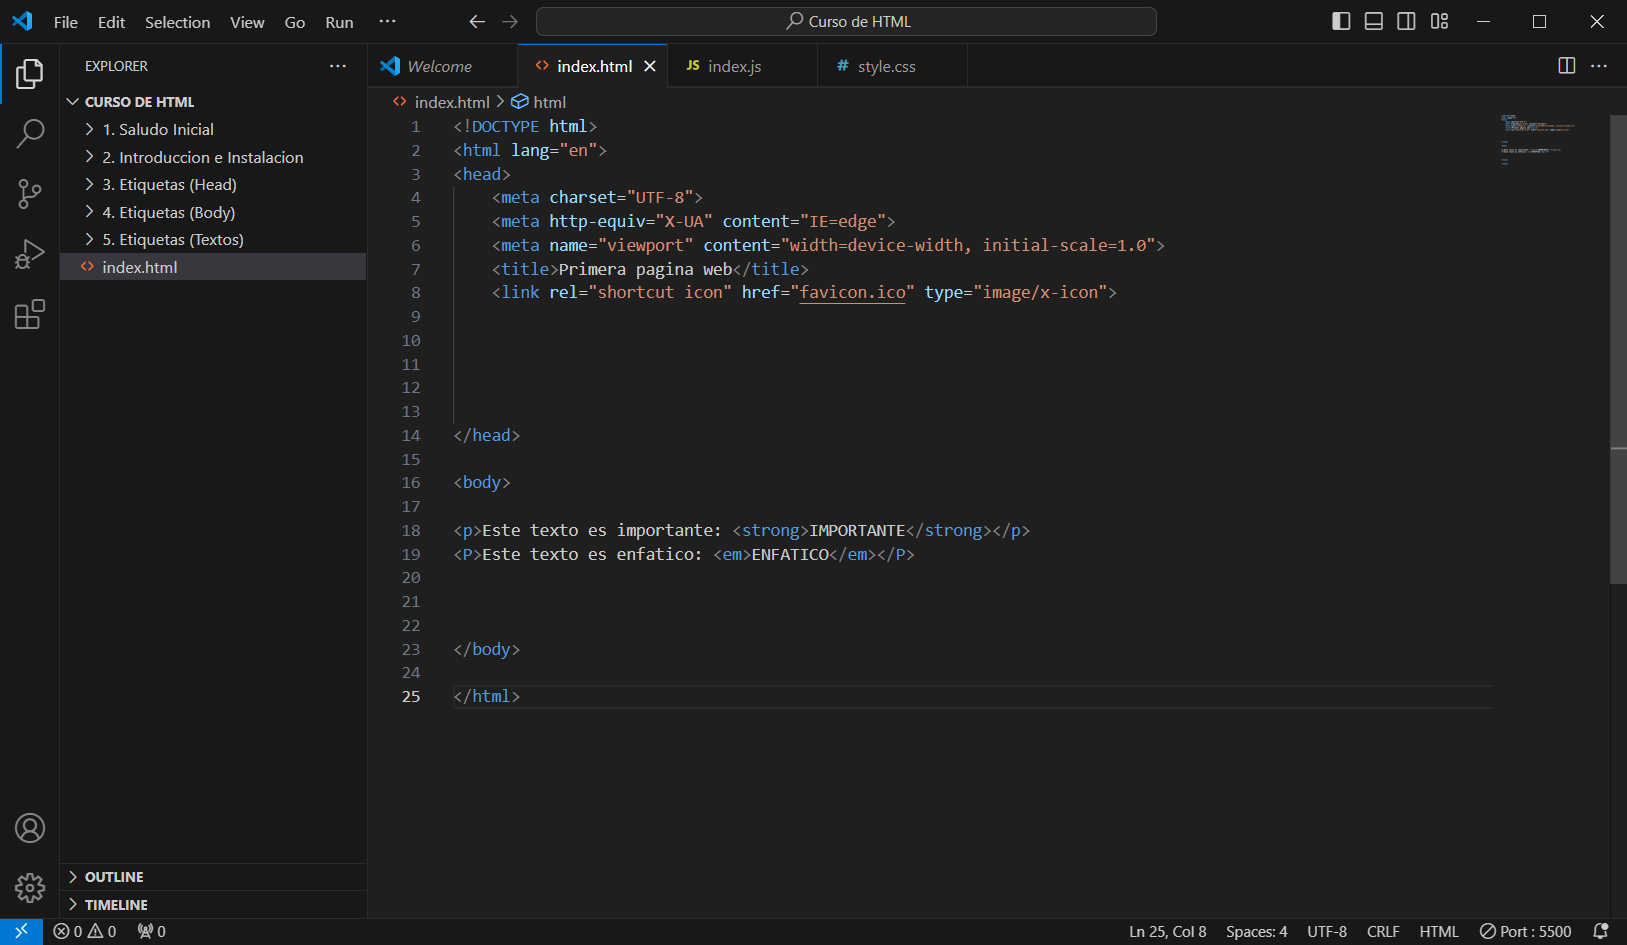 File Edit Selection View Go Run ···
Curso de HTML
EXPLORER ···
CURSO DE HTML
1. Saludo Inicial
2. Introduccion e Instalacion
3. Etiquetas (Head)
4. Etiquetas (Body)
5. Etiquetas (Textos)
index.html
OUTLINE
TIMELINE
Welcome
index.html
JS index.js
# style.css
index.html > html
1 <!DOCTYPE html>
2 <html lang="en">
3 <head>
4 <meta charset="UTF-8">
5 <meta http-equiv="X-UA" content="IE=edge">
6 <meta name="viewport" content="width=device-width, initial-scale=1.0">
7 <title>Primera pagina web</title>
8 <link rel="shortcut icon" href="favicon.ico" type="image/x-icon">
9
10
11
12
13
14 </head>
15
16 <body>
17
18 <p>Este texto es importante: <strong>IMPORTANTE</strong></p>
19 <P>Este texto es enfatico: <em>ENFATICO</em></P>
20
21
22
23 </body>
24
25 </html>
0 0 0
Ln 25, Col 8 Spaces: 4 UTF-8 CRLF HTML Port : 5500